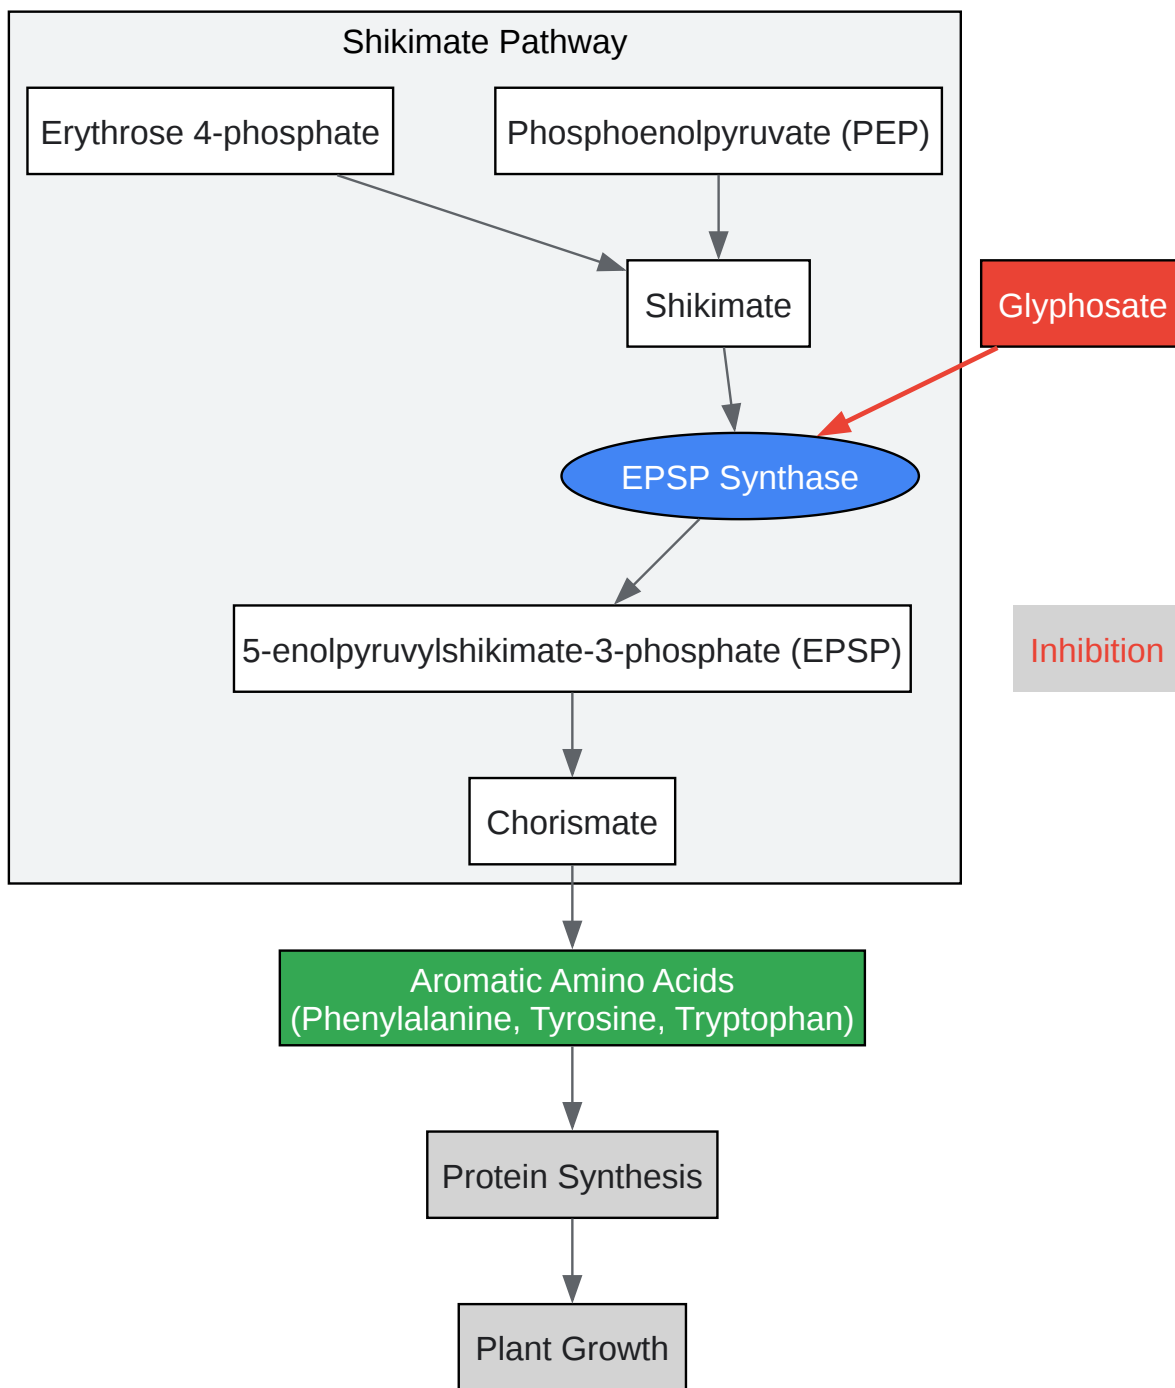 Shikimate Pathway
Erythrose 4-phosphate
Phosphoenolpyruvate (PEP)
Shikimate
Glyphosate
EPSP Synthase
5-enolpyruvylshikimate-3-phosphate (EPSP)
Inhibition
Chorismate
Aromatic Amino Acids
(Phenylalanine, Tyrosine, Tryptophan)
Protein Synthesis
Plant Growth